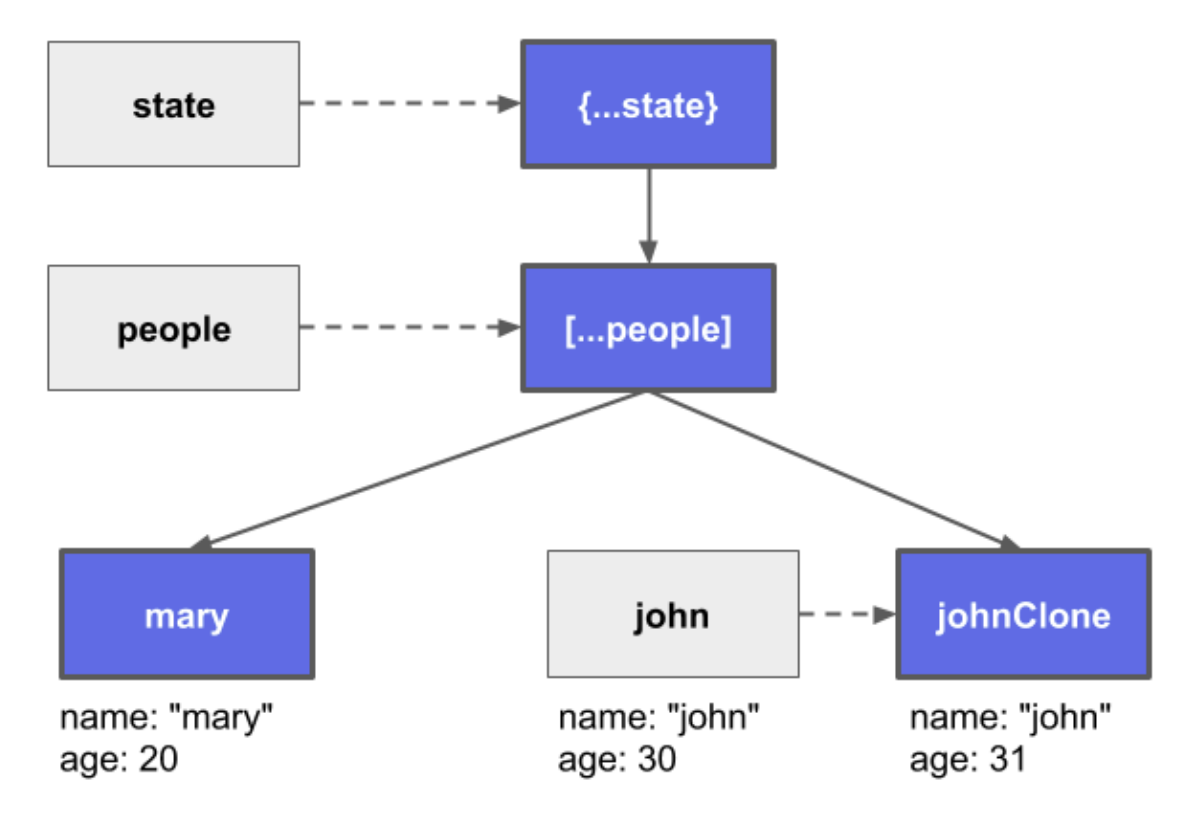 state
{...state}
people
[...people]
mary
john
johnClone
name: "mary"
age: 20
name: "john"
age: 30
name: "john"
age: 31